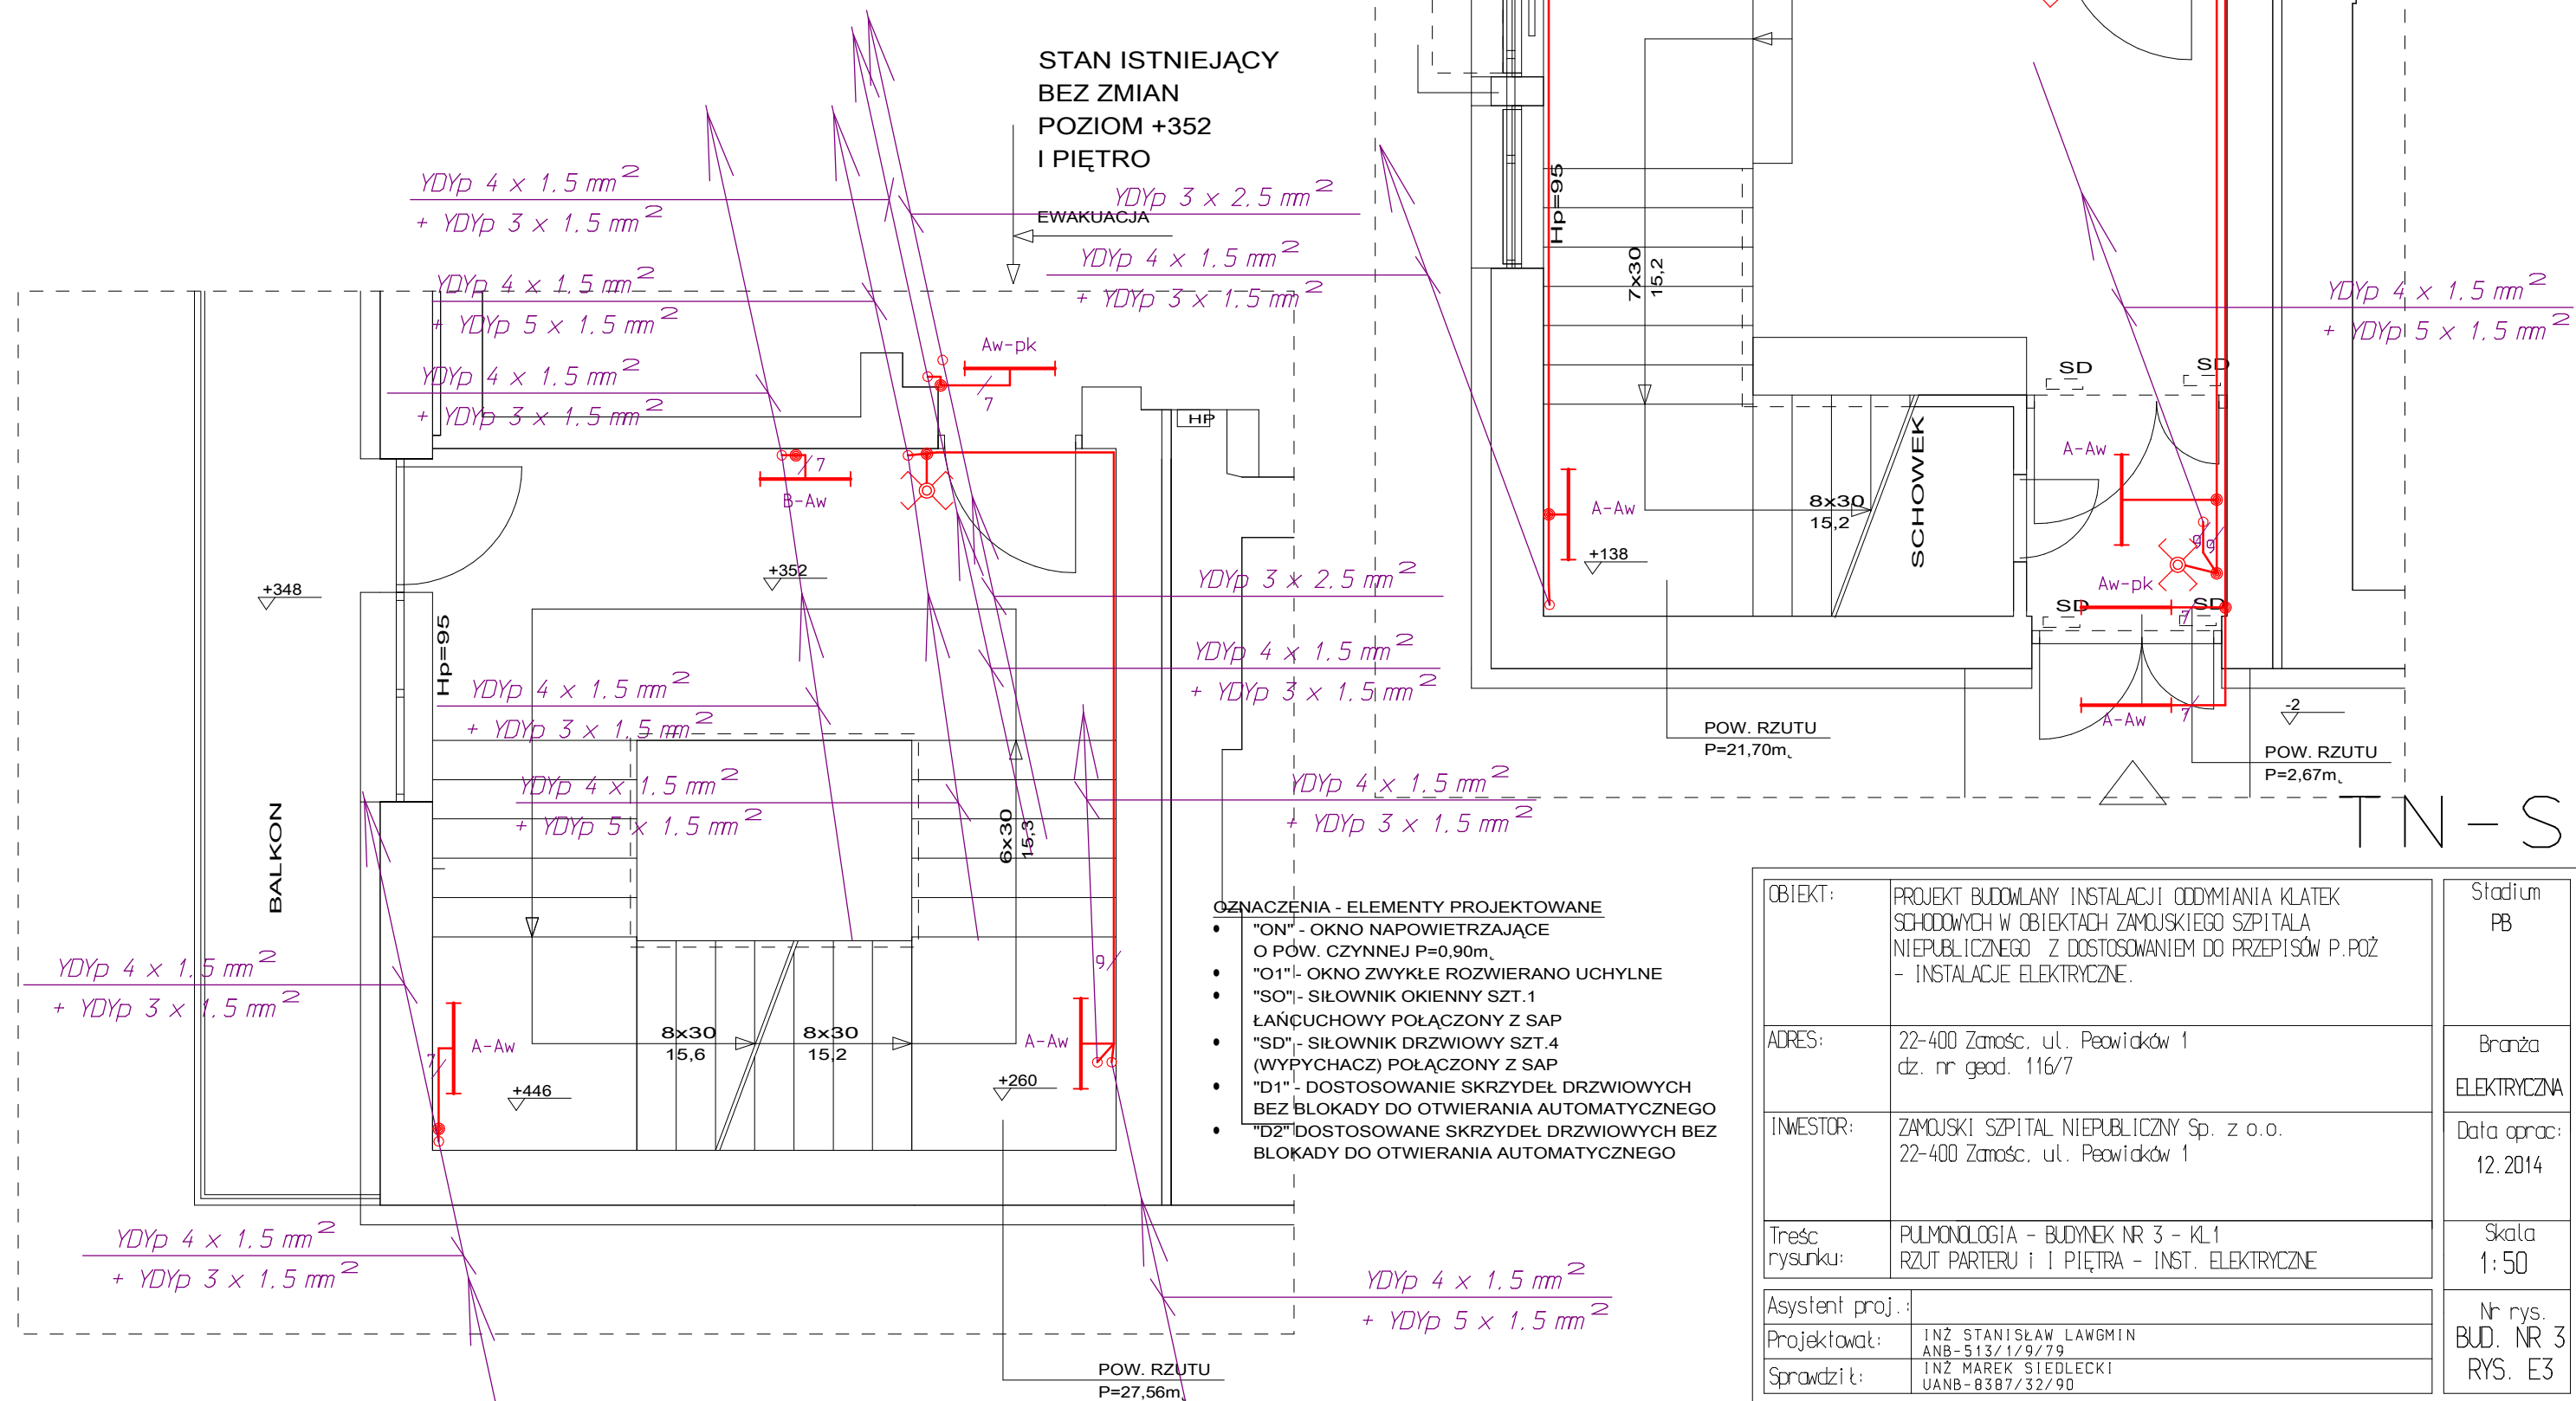 STAN ISTNIEJĄCY
BEZ ZMIAN
POZIOM +352
I PIĘTRO
EWAKUACJA
YDYp 4 x 1.5 mm2
+ YDYp 3 x 1.5 mm2
YDYp 3 x 2.5 mm2
YDYp 4 x 1.5 mm2
+ YDYp 3 x 1.5 mm2
YDYp 4 x 1.5 mm2
+ YDYp 5 x 1.5 mm2
YDYp 4 x 1.5 mm2
+ YDYp 3 x 1.5 mm2
Aw-pk
7
HP
7
B-Aw
+348
+352
Hp=95
BALKON
YDYp 3 x 2.5 mm2
YDYp 4 x 1.5 mm2
+ YDYp 3 x 1.5 mm2
YDYp 4 x 1.5 mm2
+ YDYp 3 x 1.5 mm2
YDYp 4 x 1.5 mm2
+ YDYp 5 x 1.5 mm2
YDYp 4 x 1.5 mm2
+ YDYp 3 x 1.5 mm2
6x30
15,3
YDYp 4 x 1.5 mm2
+ YDYp 3 x 1.5 mm2
7
A-Aw
8x30
15,6
8x30
15,2
A-Aw
9
+446
+260
YDYp 4 x 1.5 mm2
+ YDYp 3 x 1.5 mm2
YDYp 4 x 1.5 mm2
+ YDYp 5 x 1.5 mm2
POW. RZUTU
P=27,56m
Hp=95
7x30
15,2
YDYp 4 x 1.5 mm2
+ YDYp 5 x 1.5 mm2
SD
SD
A-Aw
A-Aw
8x30
15,2
SCHOWEK
+138
9
9
Aw-pk
SD
SD
7
A-Aw
7
-2
POW. RZUTU
P=21,70m
POW. RZUTU
P=2,67m
TN-S
OZNACZENIA - ELEMENTY PROJEKTOWANE
• "ON" - OKNO NAPOWIETRZAJĄCE
O POW. CZYNNEJ P=0,90m
• "O1" - OKNO ZWYKŁE ROZWIERANO UCHYLNE
• "SO" - SIŁOWNIK OKIENNY SZT.1
ŁAŃCUCHOWY POŁĄCZONY Z SAP
• "SD" - SIŁOWNIK DRZWIOWY SZT.4
(WYPYCHACZ) POŁĄCZONY Z SAP
• "D1" - DOSTOSOWANIE SKRZYDEŁ DRZWIOWYCH
BEZ BLOKADY DO OTWIERANIA AUTOMATYCZNEGO
• "D2" DOSTOSOWANE SKRZYDEŁ DRZWIOWYCH BEZ
BLOKADY DO OTWIERANIA AUTOMATYCZNEGO
OBIEKT:
PROJEKT BUDOWLANY INSTALACJI ODDYMIANIA KLATEK
SCHODOWYCH W OBIEKTACH ZAMOJSKIEGO SZPITALA
NIEPUBLICZNEGO Z DOSTOSOWANIEM DO PRZEPISÓW P.POŻ
- INSTALACJE ELEKTRYCZNE.
Stadium
PB
ADRES:
22-400 Zamośc, ul. Peowiaków 1
dz. nr geod. 116/7
Branża
ELEKTRYCZNA
INWESTOR:
ZAMOJSKI SZPITAL NIEPUBLICZNY Sp. z o.o.
22-400 Zamośc, ul. Peowiaków 1
Data oprac:
12.2014
Treśc
rysunku:
PULMONOLOGIA - BUDYNEK NR 3 - KL1
RZUT PARTERU i I PIĘTRA - INST. ELEKTRYCZNE
Skala
1:50
Asystent proj.:
Projektował:
INŻ STANISŁAW LAWGMIN
ANB-513/1/9/79
Sprawdził:
INŻ MAREK SIEDLECKI
UANB-8387/32/90
Nr rys.
BUD. NR 3
RYS. E3